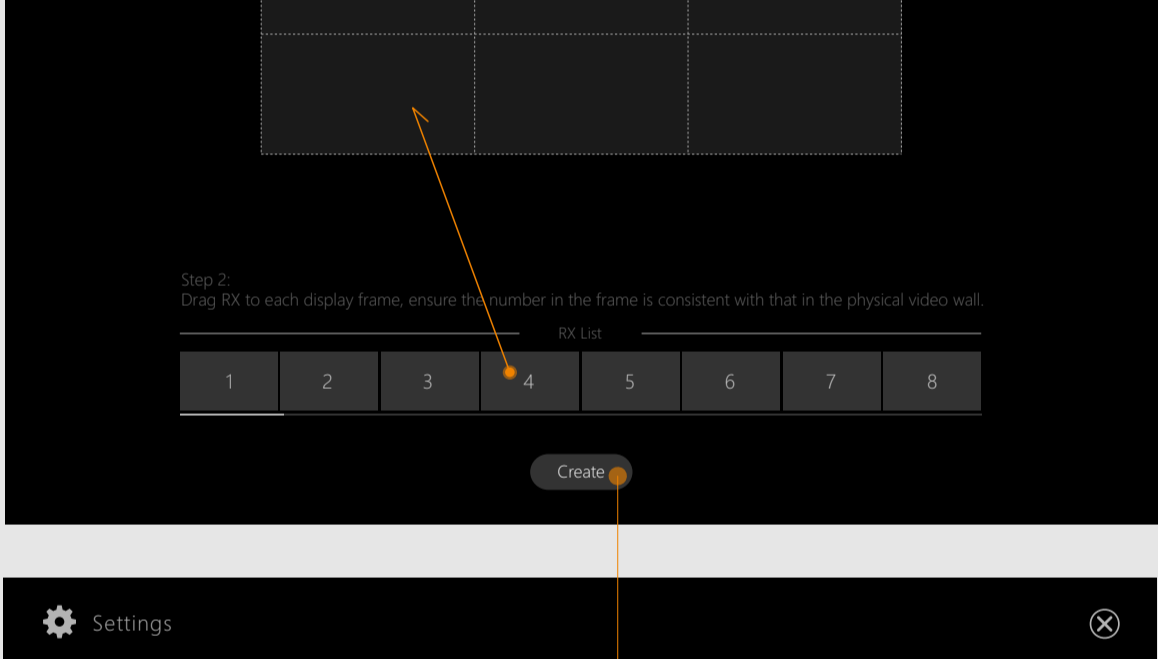 Step 2:
Drag RX to each display frame, ensure the number in the frame is consistent with that in the physical video wall.
RX List
1 2 3 4 5 6 7 8
Create
Settings